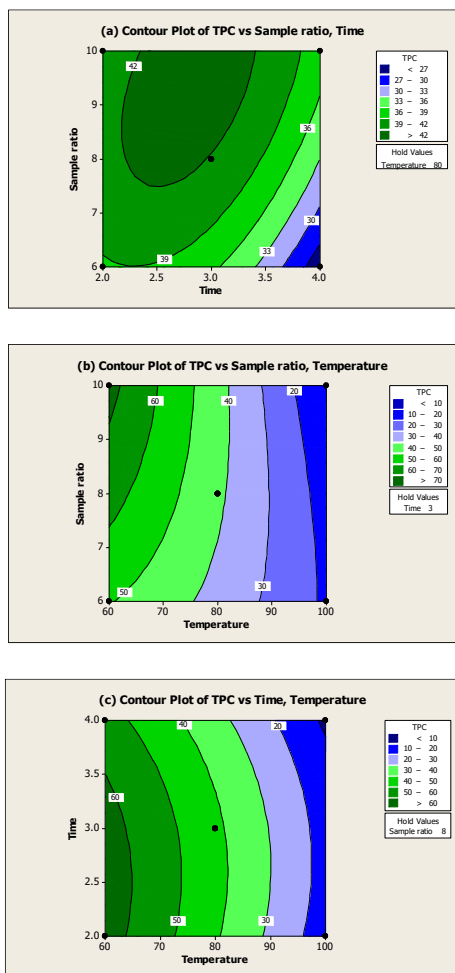 (a) Contour Plot of TPC vs Sample ratio, Time
10
9
8
7
6
Sample ratio
42
39
33
30
36
2.0 2.5 3.0 3.5 4.0
Time
TPC
< 27
27 – 30
30 – 33
33 – 36
36 – 39
39 – 42
> 42
Hold Values
Temperature 80
(b) Contour Plot of TPC vs Sample ratio, Temperature
10
9
8
7
6
Sample ratio
60
40
20
50
30
60 70 80 90 100
Temperature
TPC
< 10
10 – 20
20 – 30
30 – 40
40 – 50
50 – 60
60 – 70
> 70
Hold Values
Time 3
(c) Contour Plot of TPC vs Time, Temperature
4.0
3.5
3.0
2.5
2.0
Time
40
20
60
50
30
60 70 80 90 100
Temperature
TPC
< 10
10 – 20
20 – 30
30 – 40
40 – 50
50 – 60
> 60
Hold Values
Sample ratio 8